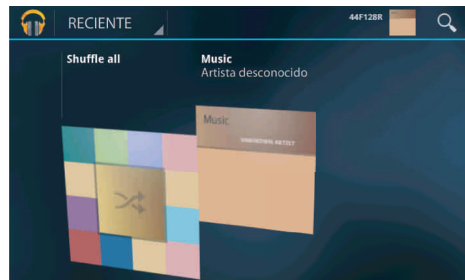 RECIENTE
44F128R
Shuffle all
Music
Artista desconocido
Music
UNKNOWN ARTIST